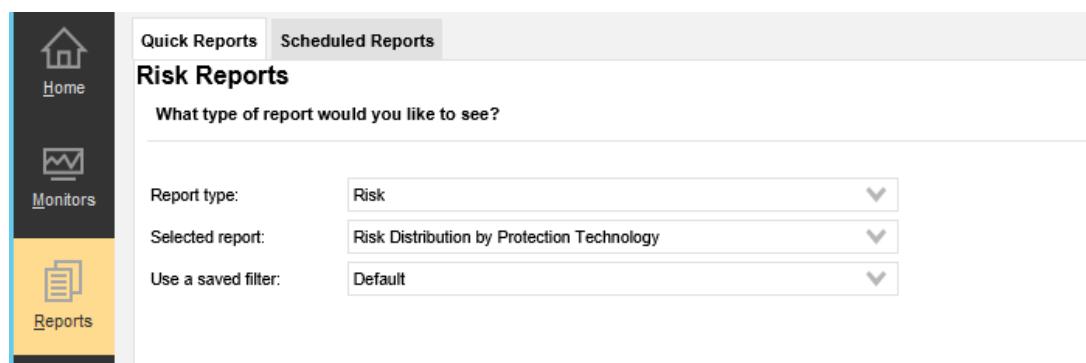 Home
Monitors
Reports
Quick Reports Scheduled Reports
Risk Reports
What type of report would you like to see?
Report type: Risk
Selected report: Risk Distribution by Protection Technology
Use a saved filter: Default